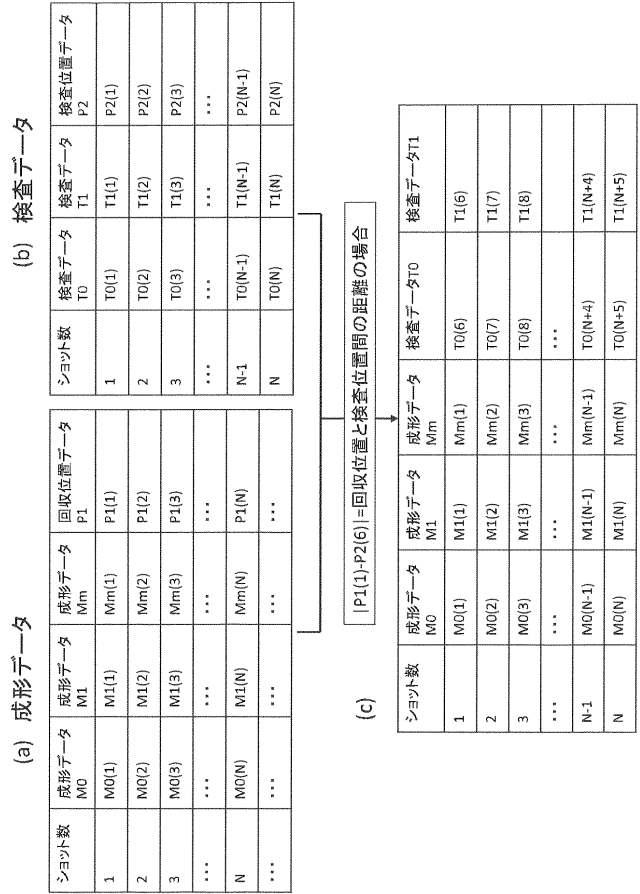 (a) 成形データ
ショット数 成形データ M0 成形データ M1 成形データ Mm 回収位置データ P1
1 M0(1) M1(1) Mm(1) P1(1)
2 M0(2) M1(2) Mm(2) P1(2)
3 M0(3) M1(3) Mm(3) P1(3)
… … … … …
N M0(N) M1(N) Mm(N) P1(N)
… … … … …
(b) 検査データ
ショット数 検査データ T0 検査データ T1 検査位置データ P2
1 T0(1) T1(1) P2(1)
2 T0(2) T1(2) P2(2)
3 T0(3) T1(3) P2(3)
… … … …
N-1 T0(N-1) T1(N-1) P2(N-1)
N T0(N) T1(N) P2(N)
|P1(1)-P2(6)|=回収位置と検査位置間の距離の場合
(c)
ショット数 成形データ M0 成形データ M1 成形データ Mm 検査データT0 検査データT1
1 M0(1) M1(1) Mm(1) T0(6) T1(6)
2 M0(2) M1(2) Mm(2) T0(7) T1(7)
3 M0(3) M1(3) Mm(3) T0(8) T1(8)
… … … … …
N-1 M0(N-1) M1(N-1) Mm(N-1) T0(N+4) T1(N+4)
N M0(N) M1(N) Mm(N) T0(N+5) T1(N+5)